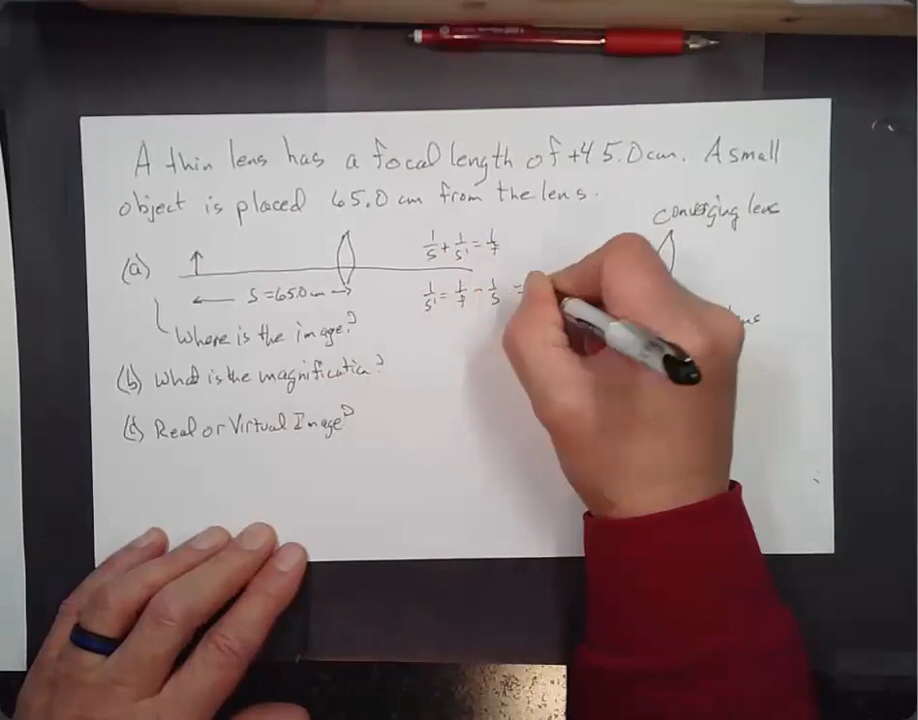 A thin lens has a focal length of +45.0 cm. A small
object is placed 65.0 cm from the lens.
converging lens
(a)
1/s + 1/s' = 1/f
s = 65.0 cm
1/s' = 1/f - 1/s =
Where is the image?
(b) What is the magnification?
(c) Real or Virtual Image?